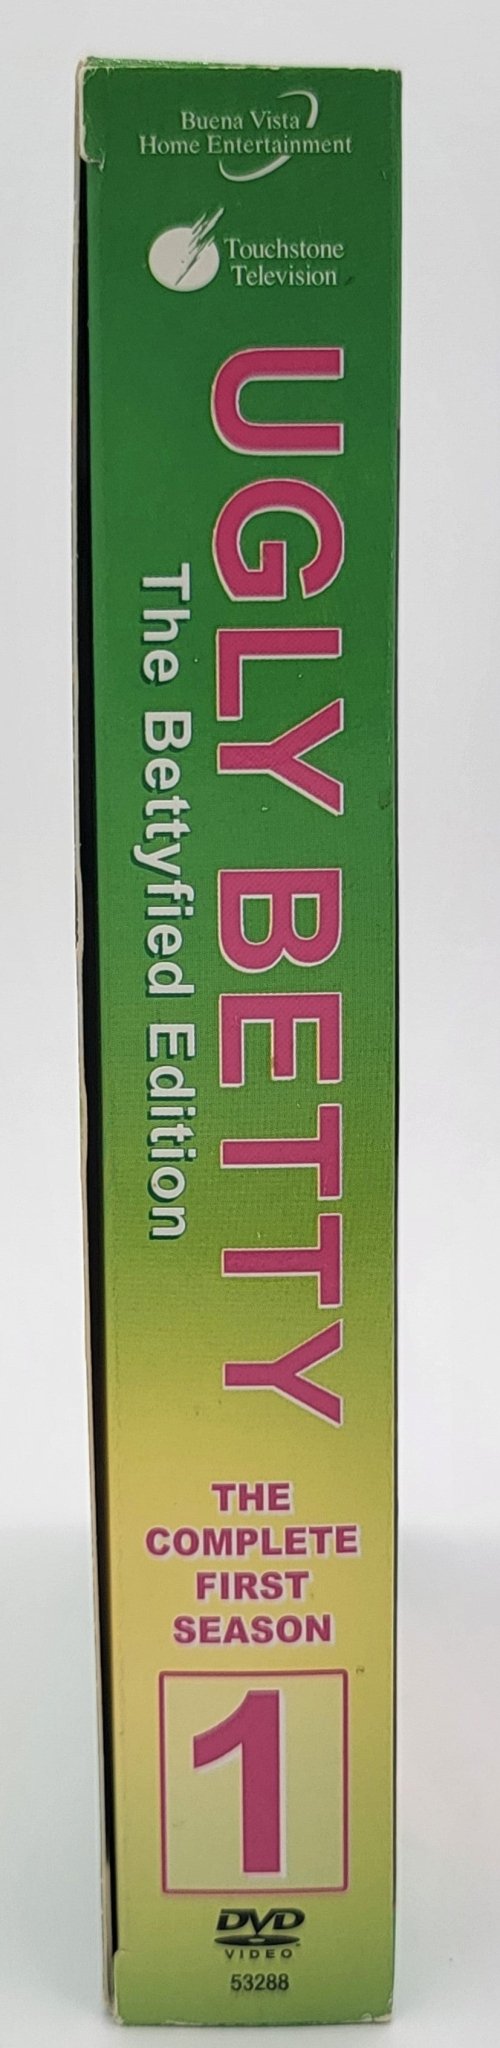 Buena Vista
Home Entertainment
Touchstone
Television
UGLY BETTY
The Bettyfied Edition
THE
COMPLETE
FIRST
SEASON
1
DVD
VIDEO
53288